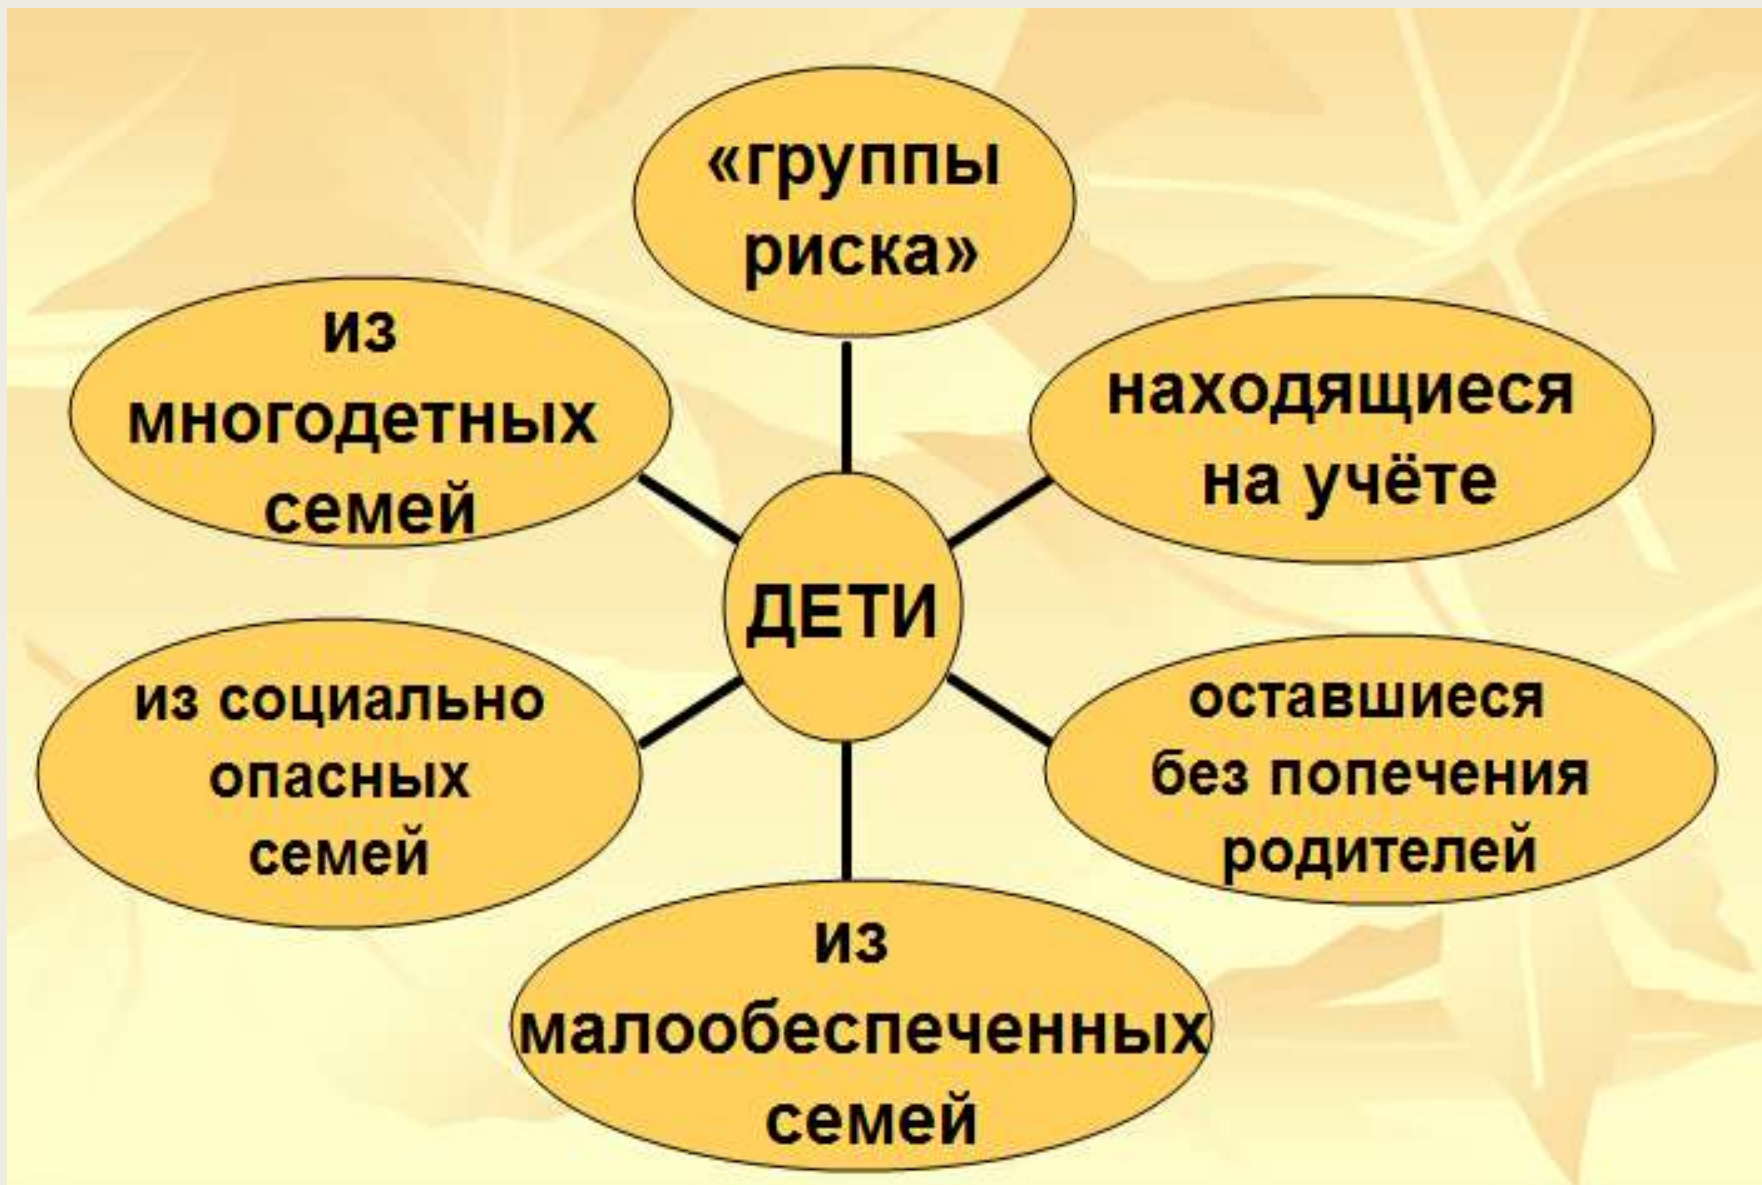 «группы
риска»
из
многодетных
семей
находящиеся
на учёте
ДЕТИ
из социально
опасных
семей
оставшиеся
без попечения
родителей
из
малообеспеченных
семей